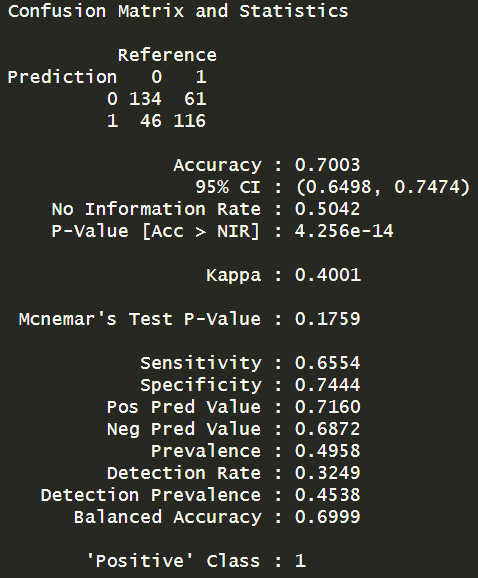 Confusion Matrix and Statistics
Reference
Prediction 0 1
0 134 61
1 46 116
Accuracy : 0.7003
95% CI : (0.6498, 0.7474)
No Information Rate : 0.5042
P-Value [Acc > NIR] : 4.256e-14
Kappa : 0.4001
Mcnemar's Test P-Value : 0.1759
Sensitivity : 0.6554
Specificity : 0.7444
Pos Pred Value : 0.7160
Neg Pred Value : 0.6872
Prevalence : 0.4958
Detection Rate : 0.3249
Detection Prevalence : 0.4538
Balanced Accuracy : 0.6999
'Positive' Class : 1